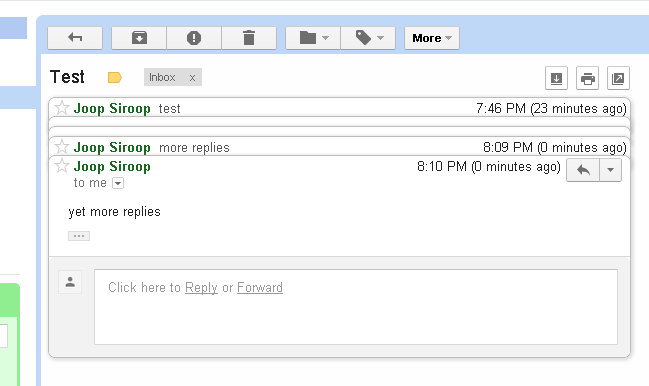 More
Test Inbox x
Joop Siroop test 7:46 PM (23 minutes ago)
Joop Siroop more replies 8:09 PM (0 minutes ago)
Joop Siroop 8:10 PM (0 minutes ago)
to me
yet more replies
Click here to Reply or Forward